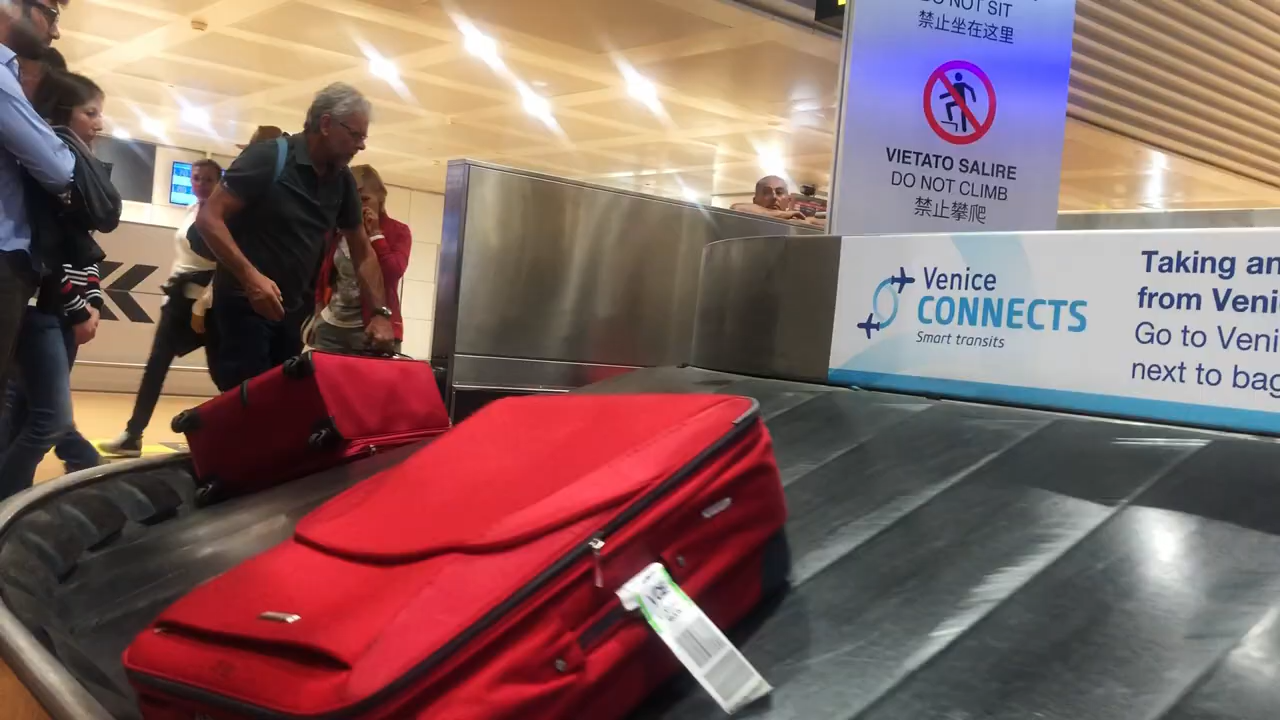 DO NOT SIT
禁止坐在这里
VIETATO SALIRE
DO NOT CLIMB
禁止攀爬
Venice
CONNECTS
Smart transits
Taking an
from Veni
Go to Veni
next to bag